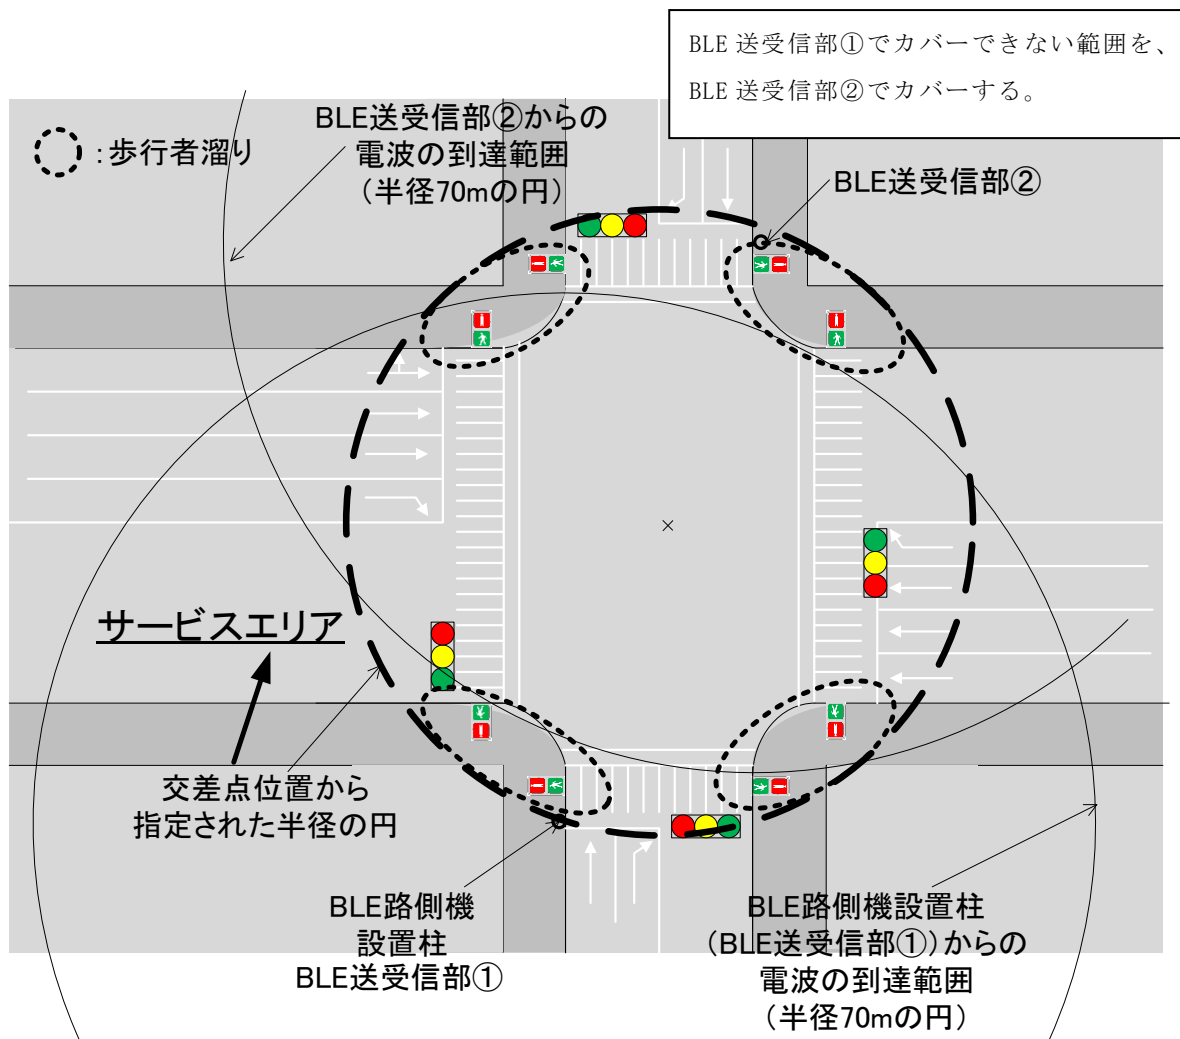 BLE 送受信部①でカバーできない範囲を、
BLE 送受信部②でカバーする。
BLE送受信部②からの
電波の到達範囲
（半径70mの円）
：歩行者溜り
BLE送受信部②
サービスエリア
交差点位置から
指定された半径の円
BLE路側機
設置柱
BLE送受信部①
BLE路側機設置柱
（BLE送受信部①）からの
電波の到達範囲
（半径70mの円）